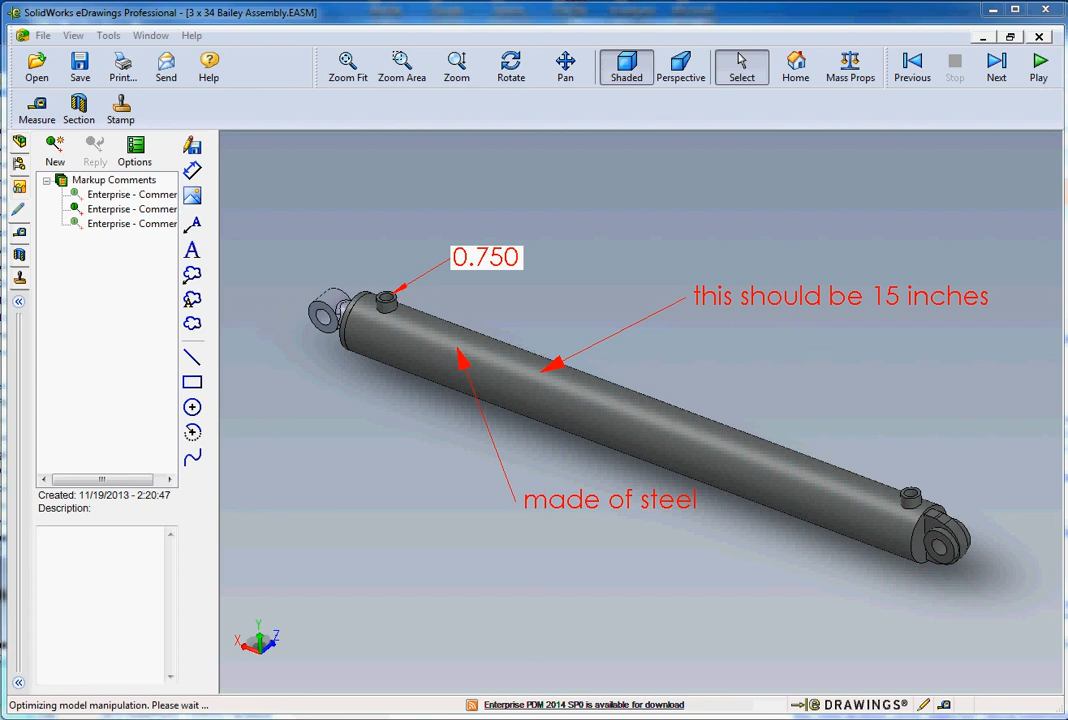 SolidWorks eDrawings Professional - [3 x 34 Bailey Assembly.EASM]
File View Tools Window Help
Open Save Print... Send Help Zoom Fit Zoom Area Zoom Rotate Pan Shaded Perspective Select Home Mass Props Previous Stop Next Play
Measure Section Stamp
New Reply Options
Markup Comments
Enterprise - Commer
Enterprise - Commer
Enterprise - Commer
Created: 11/19/2013 - 2:20:47
Description:
0.750
this should be 15 inches
made of steel
Y
X
Z
Optimizing model manipulation. Please wait ...
Enterprise PDM 2014 SP0 is available for download
DRAWINGS®